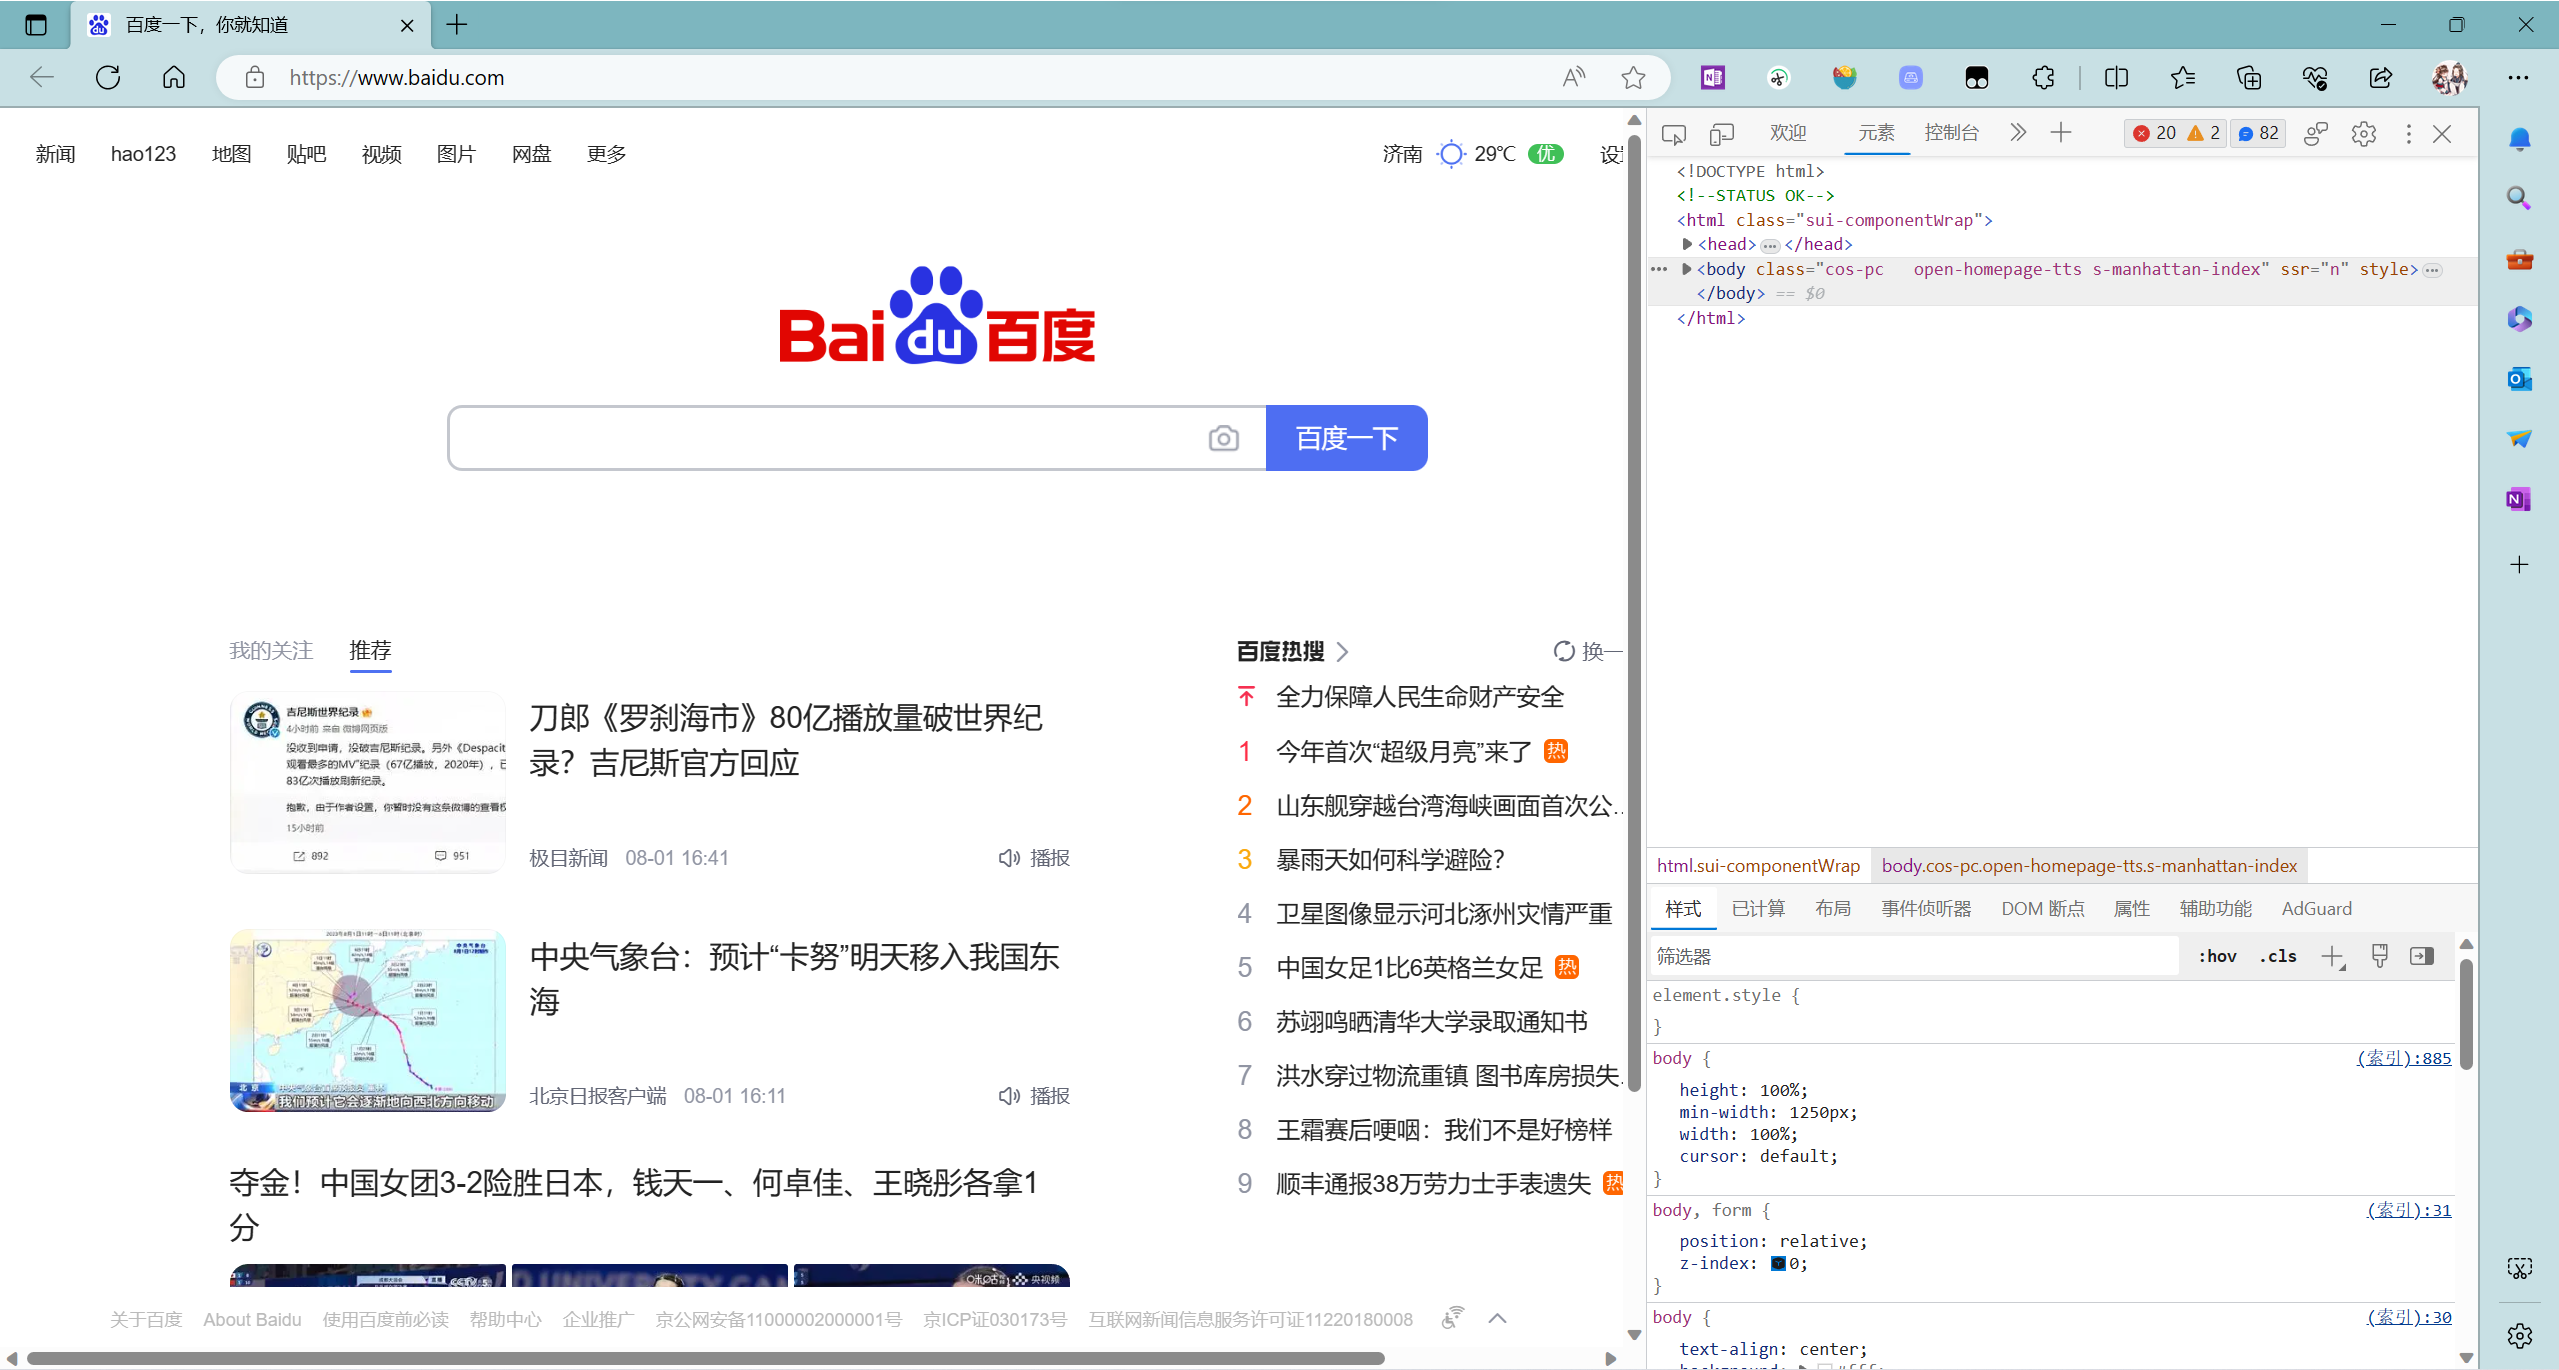 百度一下，你就知道
https://www.baidu.com
新闻 hao123 地图 贴吧 视频 图片 网盘 更多
济南 29℃ 优
Bai du 百度
百度一下
我的关注 推荐
吉尼斯世界纪录
4小时前 来自 微博网页版
没收到申请，没破吉尼斯纪录。另外《Despacit
观看最多的MV"纪录（67亿播放，2020年），已
83亿次播放刷新纪录。
抱歉，由于作者设置，你暂时没有这条微博的查看权
15小时前
892 951
刀郎《罗刹海市》80亿播放量破世界纪
录？吉尼斯官方回应
极目新闻 08-01 16:41 播报
北京
我们预计它会逐渐地向西北方向移动
中央气象台：预计“卡努”明天移入我国东
海
北京日报客户端 08-01 16:11 播报
夺金！中国女团3-2险胜日本，钱天一、何卓佳、王晓彤各拿1
分
CCTV 5
咪咕 央视频
百度热搜 换一
全力保障人民生命财产安全
1 今年首次“超级月亮”来了 热
2 山东舰穿越台湾海峡画面首次公...
3 暴雨天如何科学避险？
4 卫星图像显示河北涿州灾情严重
5 中国女足1比6英格兰女足 热
6 苏翊鸣晒清华大学录取通知书
7 洪水穿过物流重镇 图书库房损失...
8 王霜赛后哽咽：我们不是好榜样
9 顺丰通报38万劳力士手表遗失 热
关于百度 About Baidu 使用百度前必读 帮助中心 企业推广 京公网安备11000002000001号 京ICP证030173号 互联网新闻信息服务许可证11220180008
欢迎 元素 控制台 20 2 82
<!DOCTYPE html>
<!--STATUS OK-->
<html class="sui-componentWrap">
<head>…</head>
<body class="cos-pc   open-homepage-tts s-manhattan-index" ssr="n" style>…
</body> == $0
</html>
html.sui-componentWrap body.cos-pc.open-homepage-tts.s-manhattan-index
样式 已计算 布局 事件侦听器 DOM 断点 属性 辅助功能 AdGuard
筛选器 :hov .cls
element.style {
}
body { (索引):885
height: 100%;
min-width: 1250px;
width: 100%;
cursor: default;
}
body, form { (索引):31
position: relative;
z-index: 0;
}
body { (索引):30
text-align: center;